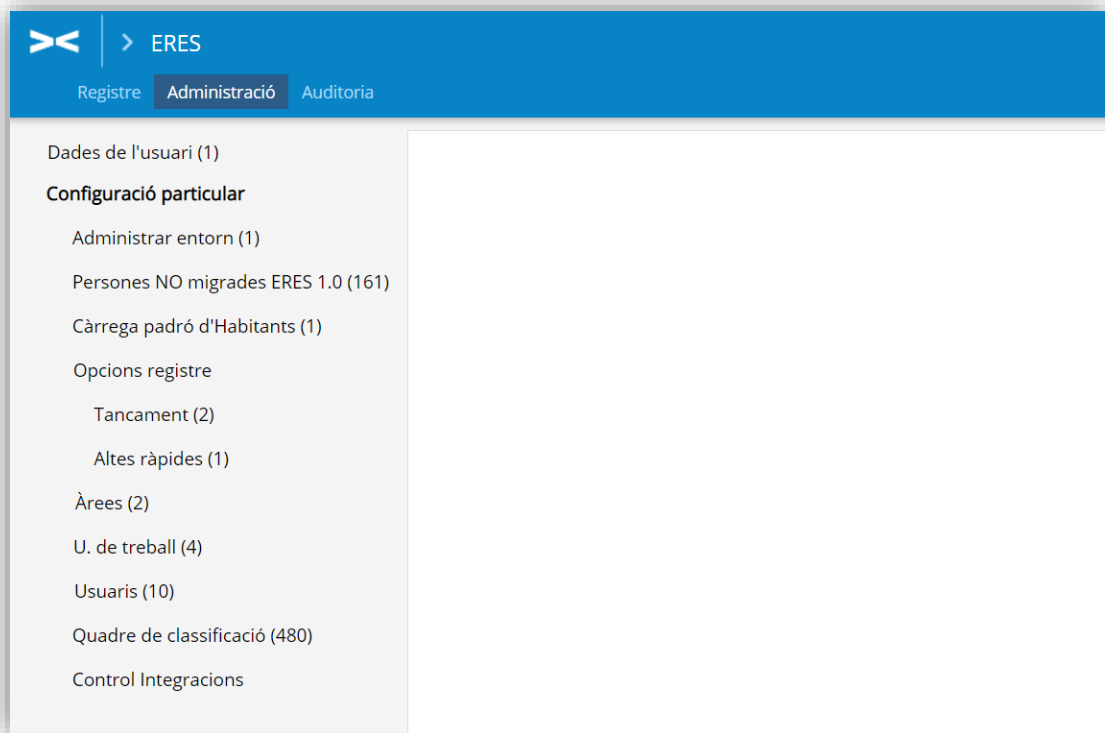 ERES
Registre Administració Auditoria
Dades de l'usuari (1)
Configuració particular
Administrar entorn (1)
Persones NO migrades ERES 1.0 (161)
Càrrega padró d'Habitants (1)
Opcions registre
Tancament (2)
Altes ràpides (1)
Àrees (2)
U. de treball (4)
Usuaris (10)
Quadre de classificació (480)
Control Integracions